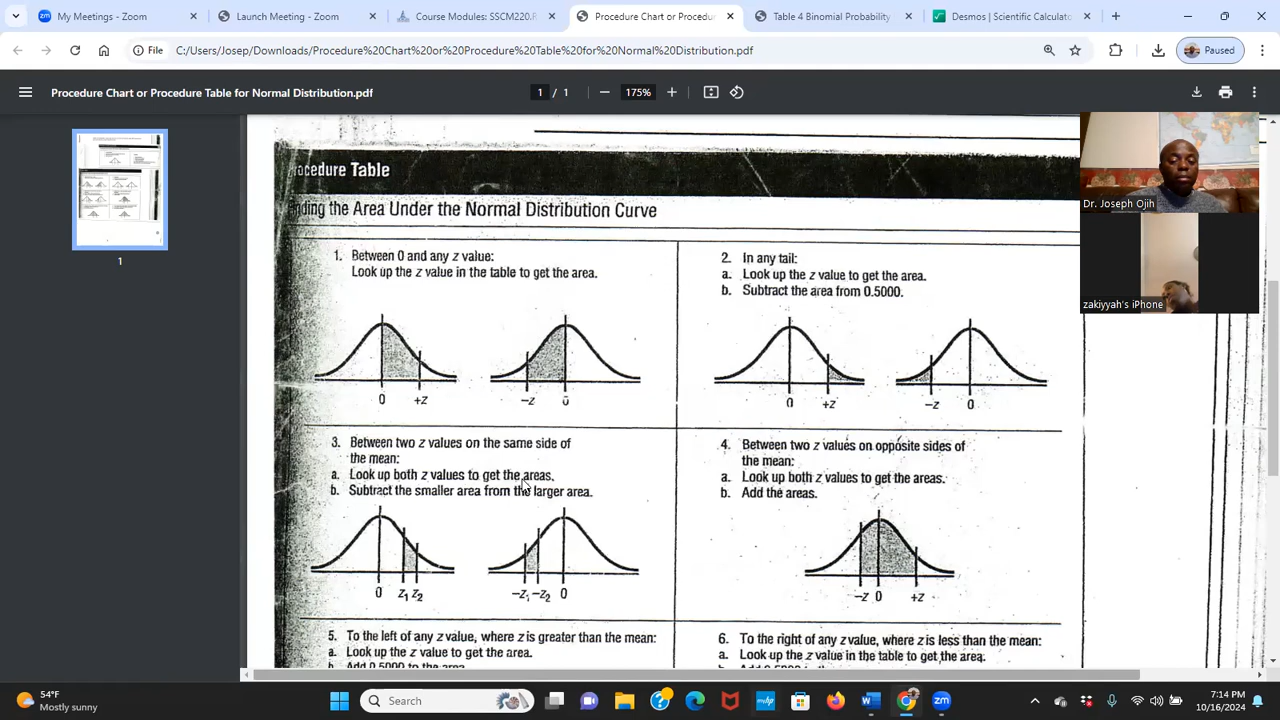 My Meetings - Zoom
Launch Meeting - Zoom
Course Modules: SSCM220.
Procedure Chart or Procedur
Table 4 Binomial Probability
Desmos | Scientific Calculato
File
C:/Users/Josep/Downloads/Procedure%20Chart%20or%20Procedure%20Table%20for%20Normal%20Distribution.pdf
Paused
Procedure Chart or Procedure Table for Normal Distribution.pdf
1 / 1
175%
1
ocedure Table
nding the Area Under the Normal Distribution Curve
1. Between 0 and any z value:
Look up the z value in the table to get the area.
0 +z
−z 0
2. In any tail:
a. Look up the z value to get the area.
b. Subtract the area from 0.5000.
0 +z
−z 0
3. Between two z values on the same side of
the mean:
a. Look up both z values to get the areas.
b. Subtract the smaller area from the larger area.
0 z1 z2
−z1 −z2 0
4. Between two z values on opposite sides of
the mean:
a. Look up both z values to get the areas.
b. Add the areas.
−z 0 +z
5. To the left of any z value, where z is greater than the mean:
a. Look up the z value to get the area.
b. Add 0.5000 to the area.
6. To the right of any z value, where z is less than the mean:
a. Look up the z value in the table to get the area.
Dr. Joseph Ojih
zakiyyah's iPhone
54°F
Mostly sunny
Search
7:14 PM
10/16/2024